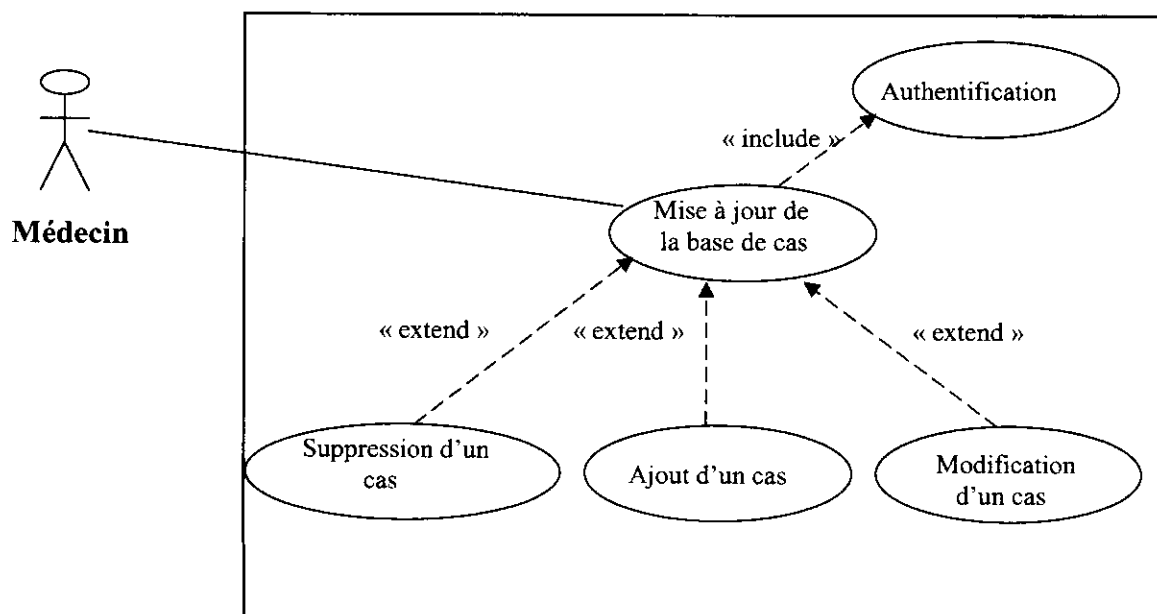 Authentification
« include »
Médecin
Mise à jour de
la base de cas
« extend »
« extend »
« extend »
Suppression d'un
cas
Ajout d'un cas
Modification
d'un cas